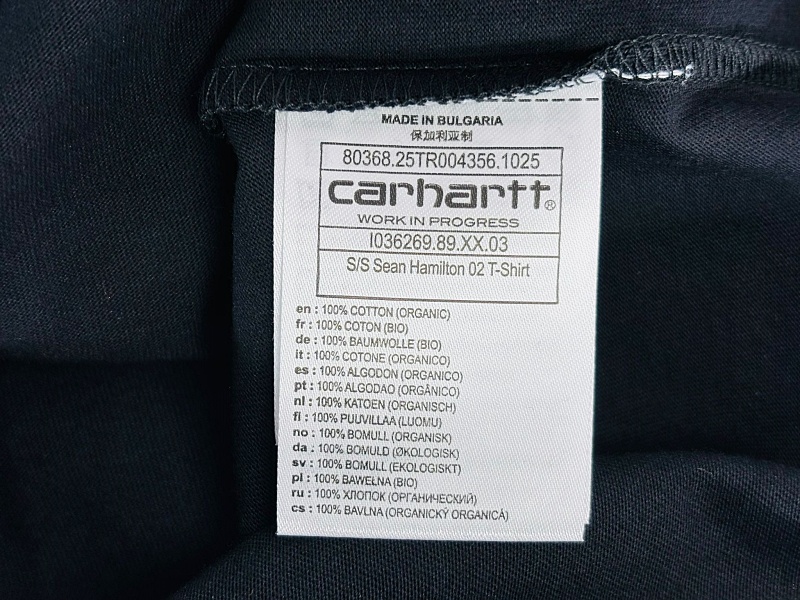 MADE IN BULGARIA
保加利亚制
80368.25TR004356.1025
carhartt®
WORK IN PROGRESS
I036269.89.XX.03
S/S Sean Hamilton 02 T-Shirt
en : 100% COTTON (ORGANIC)
fr : 100% COTON (BIO)
de : 100% BAUMWOLLE (BIO)
it : 100% COTONE (ORGANICO)
es : 100% ALGODON (ORGANICO)
pt : 100% ALGODAO (ORGÂNICO)
nl : 100% KATOEN (ORGANISCH)
fi : 100% PUUVILLAA (LUOMU)
no : 100% BOMULL (ORGANISK)
da : 100% BOMULD (ØKOLOGISK)
sv : 100% BOMULL (EKOLOGISKT)
pl : 100% BAWEŁNA (BIO)
ru : 100% ХЛОПОК (ОРГАНИЧЕСКИЙ)
cs : 100% BAVLNA (ORGANICKÝ ORGANICÁ)